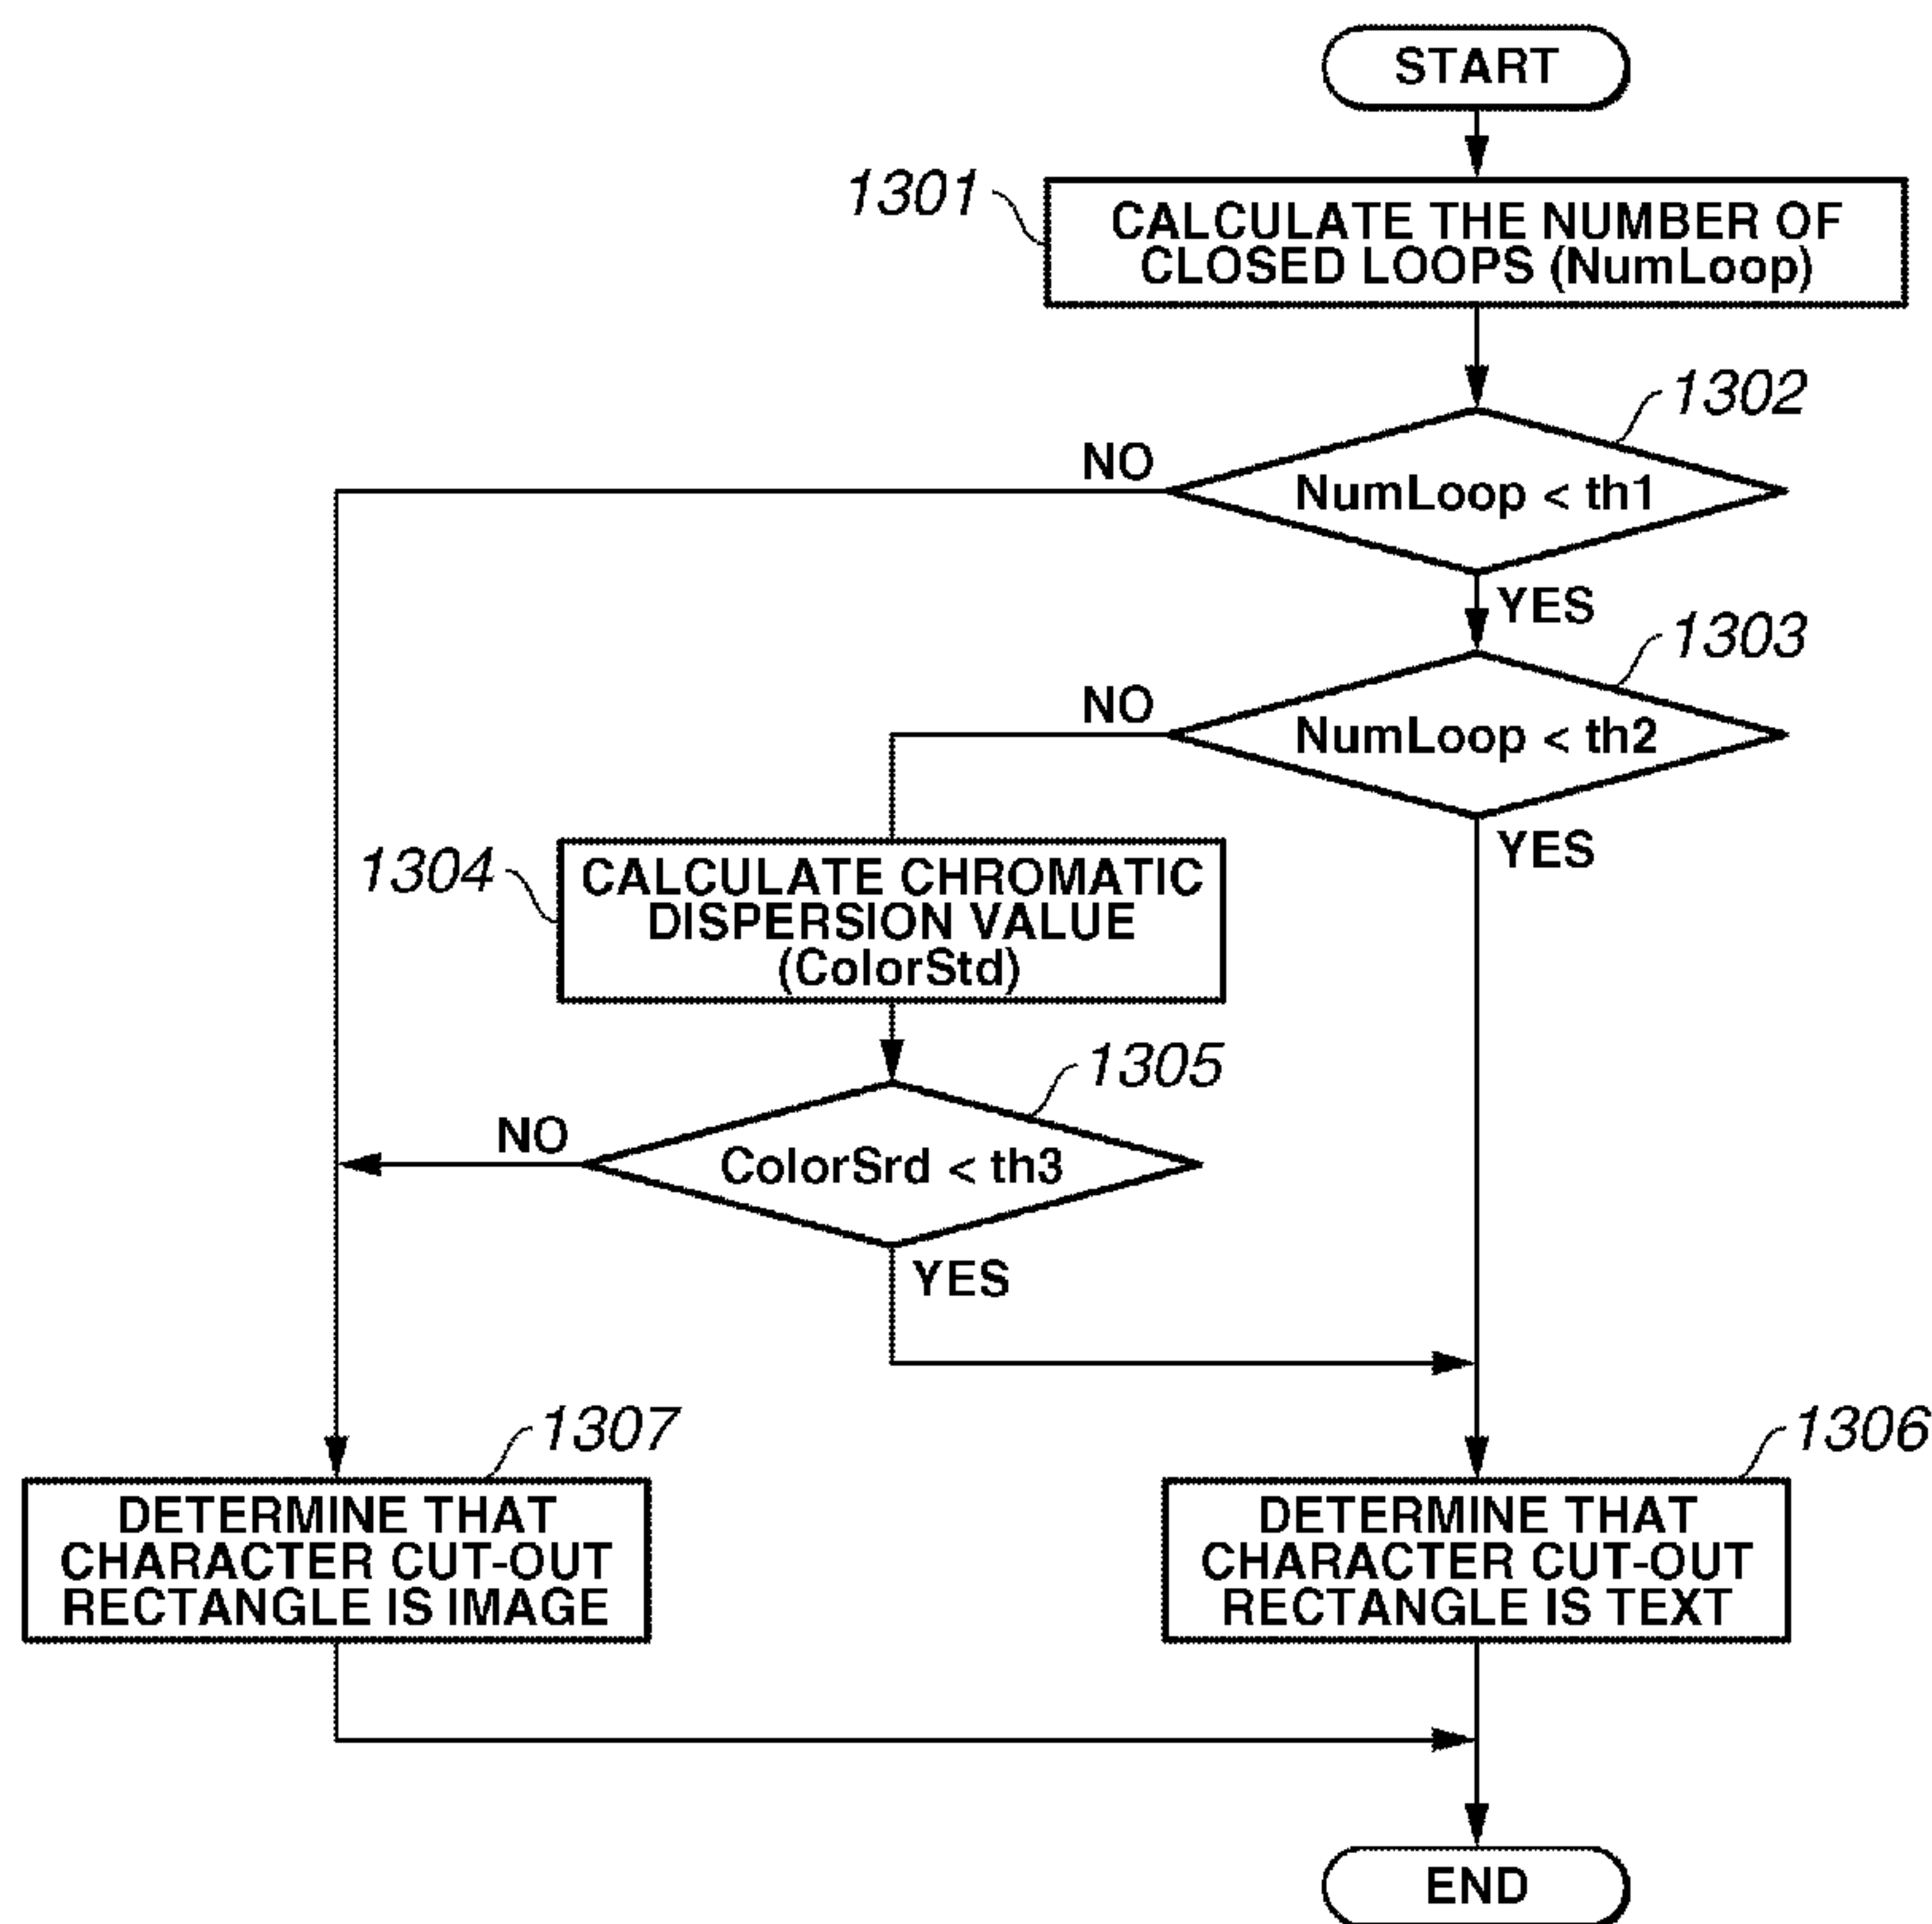 START
1301
CALCULATE THE NUMBER OF
CLOSED LOOPS (NumLoop)
1302
NO
NumLoop < th1
YES
1303
NO
NumLoop < th2
YES
1304
CALCULATE CHROMATIC
DISPERSION VALUE
(ColorStd)
1305
NO
ColorSrd < th3
YES
1307
DETERMINE THAT
CHARACTER CUT-OUT
RECTANGLE IS IMAGE
1306
DETERMINE THAT
CHARACTER CUT-OUT
RECTANGLE IS TEXT
END